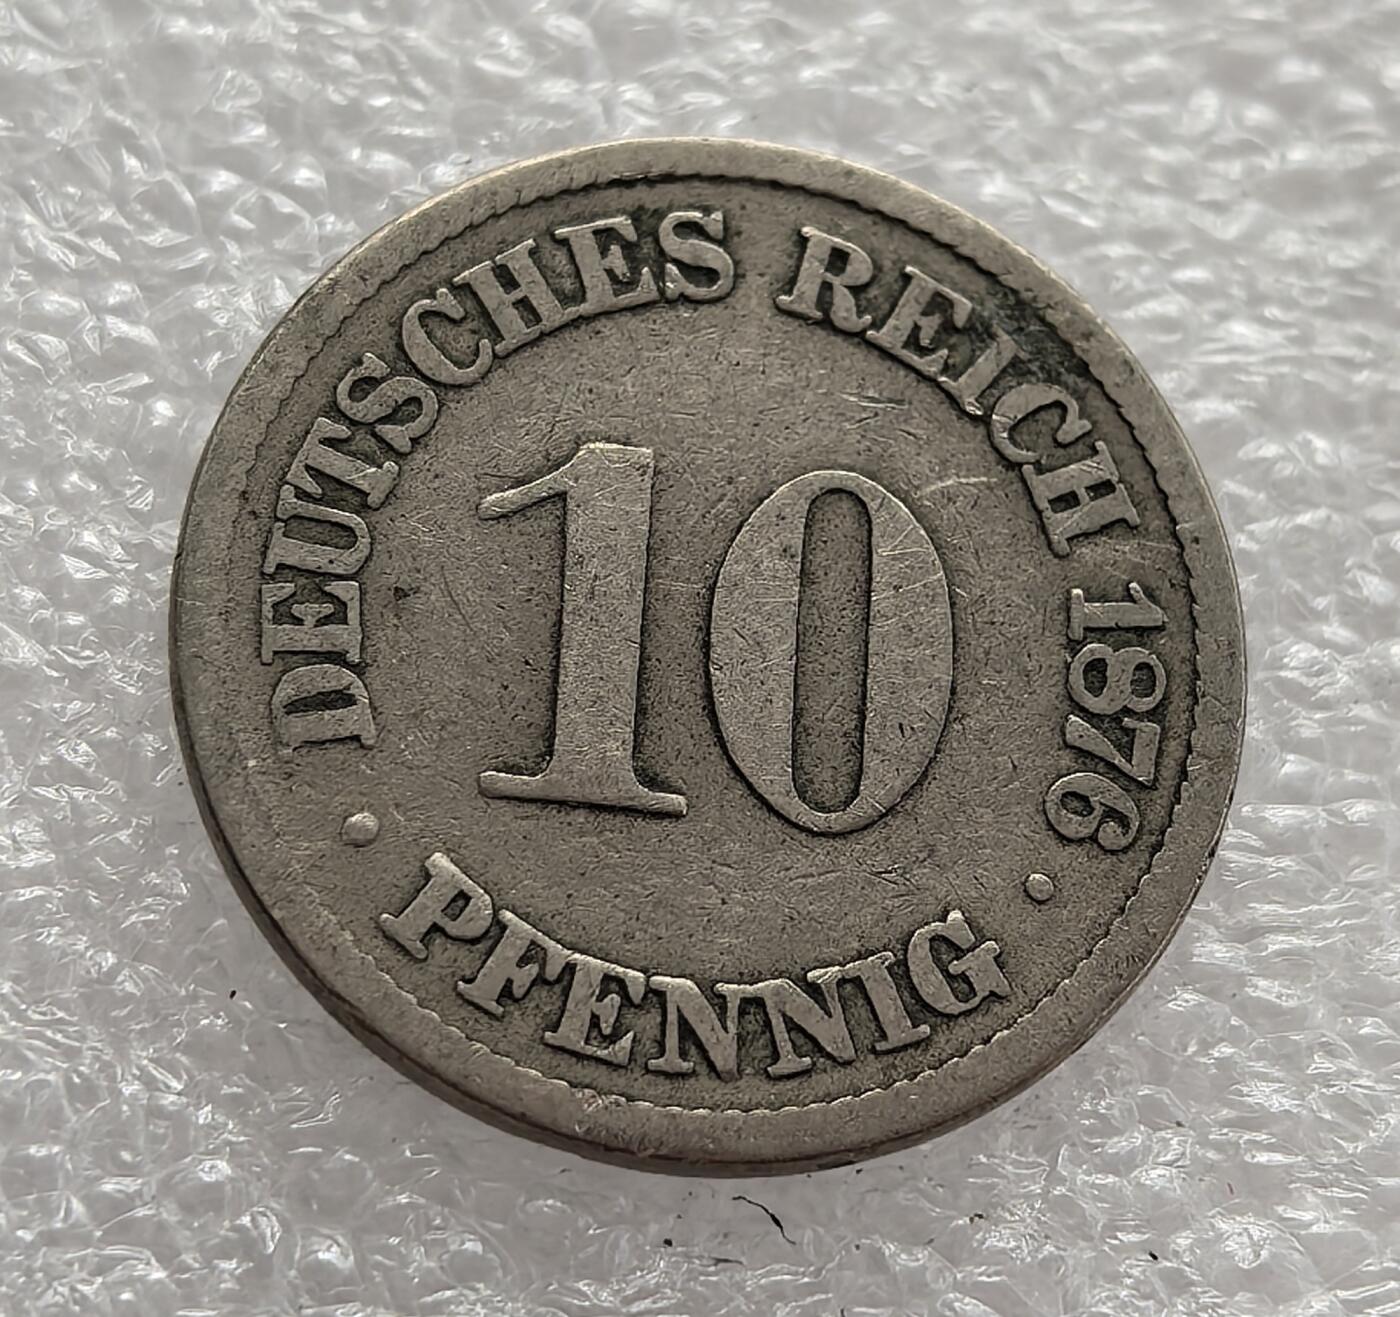 DEUTSCHES REICH 1876
10
• PFENNIG •